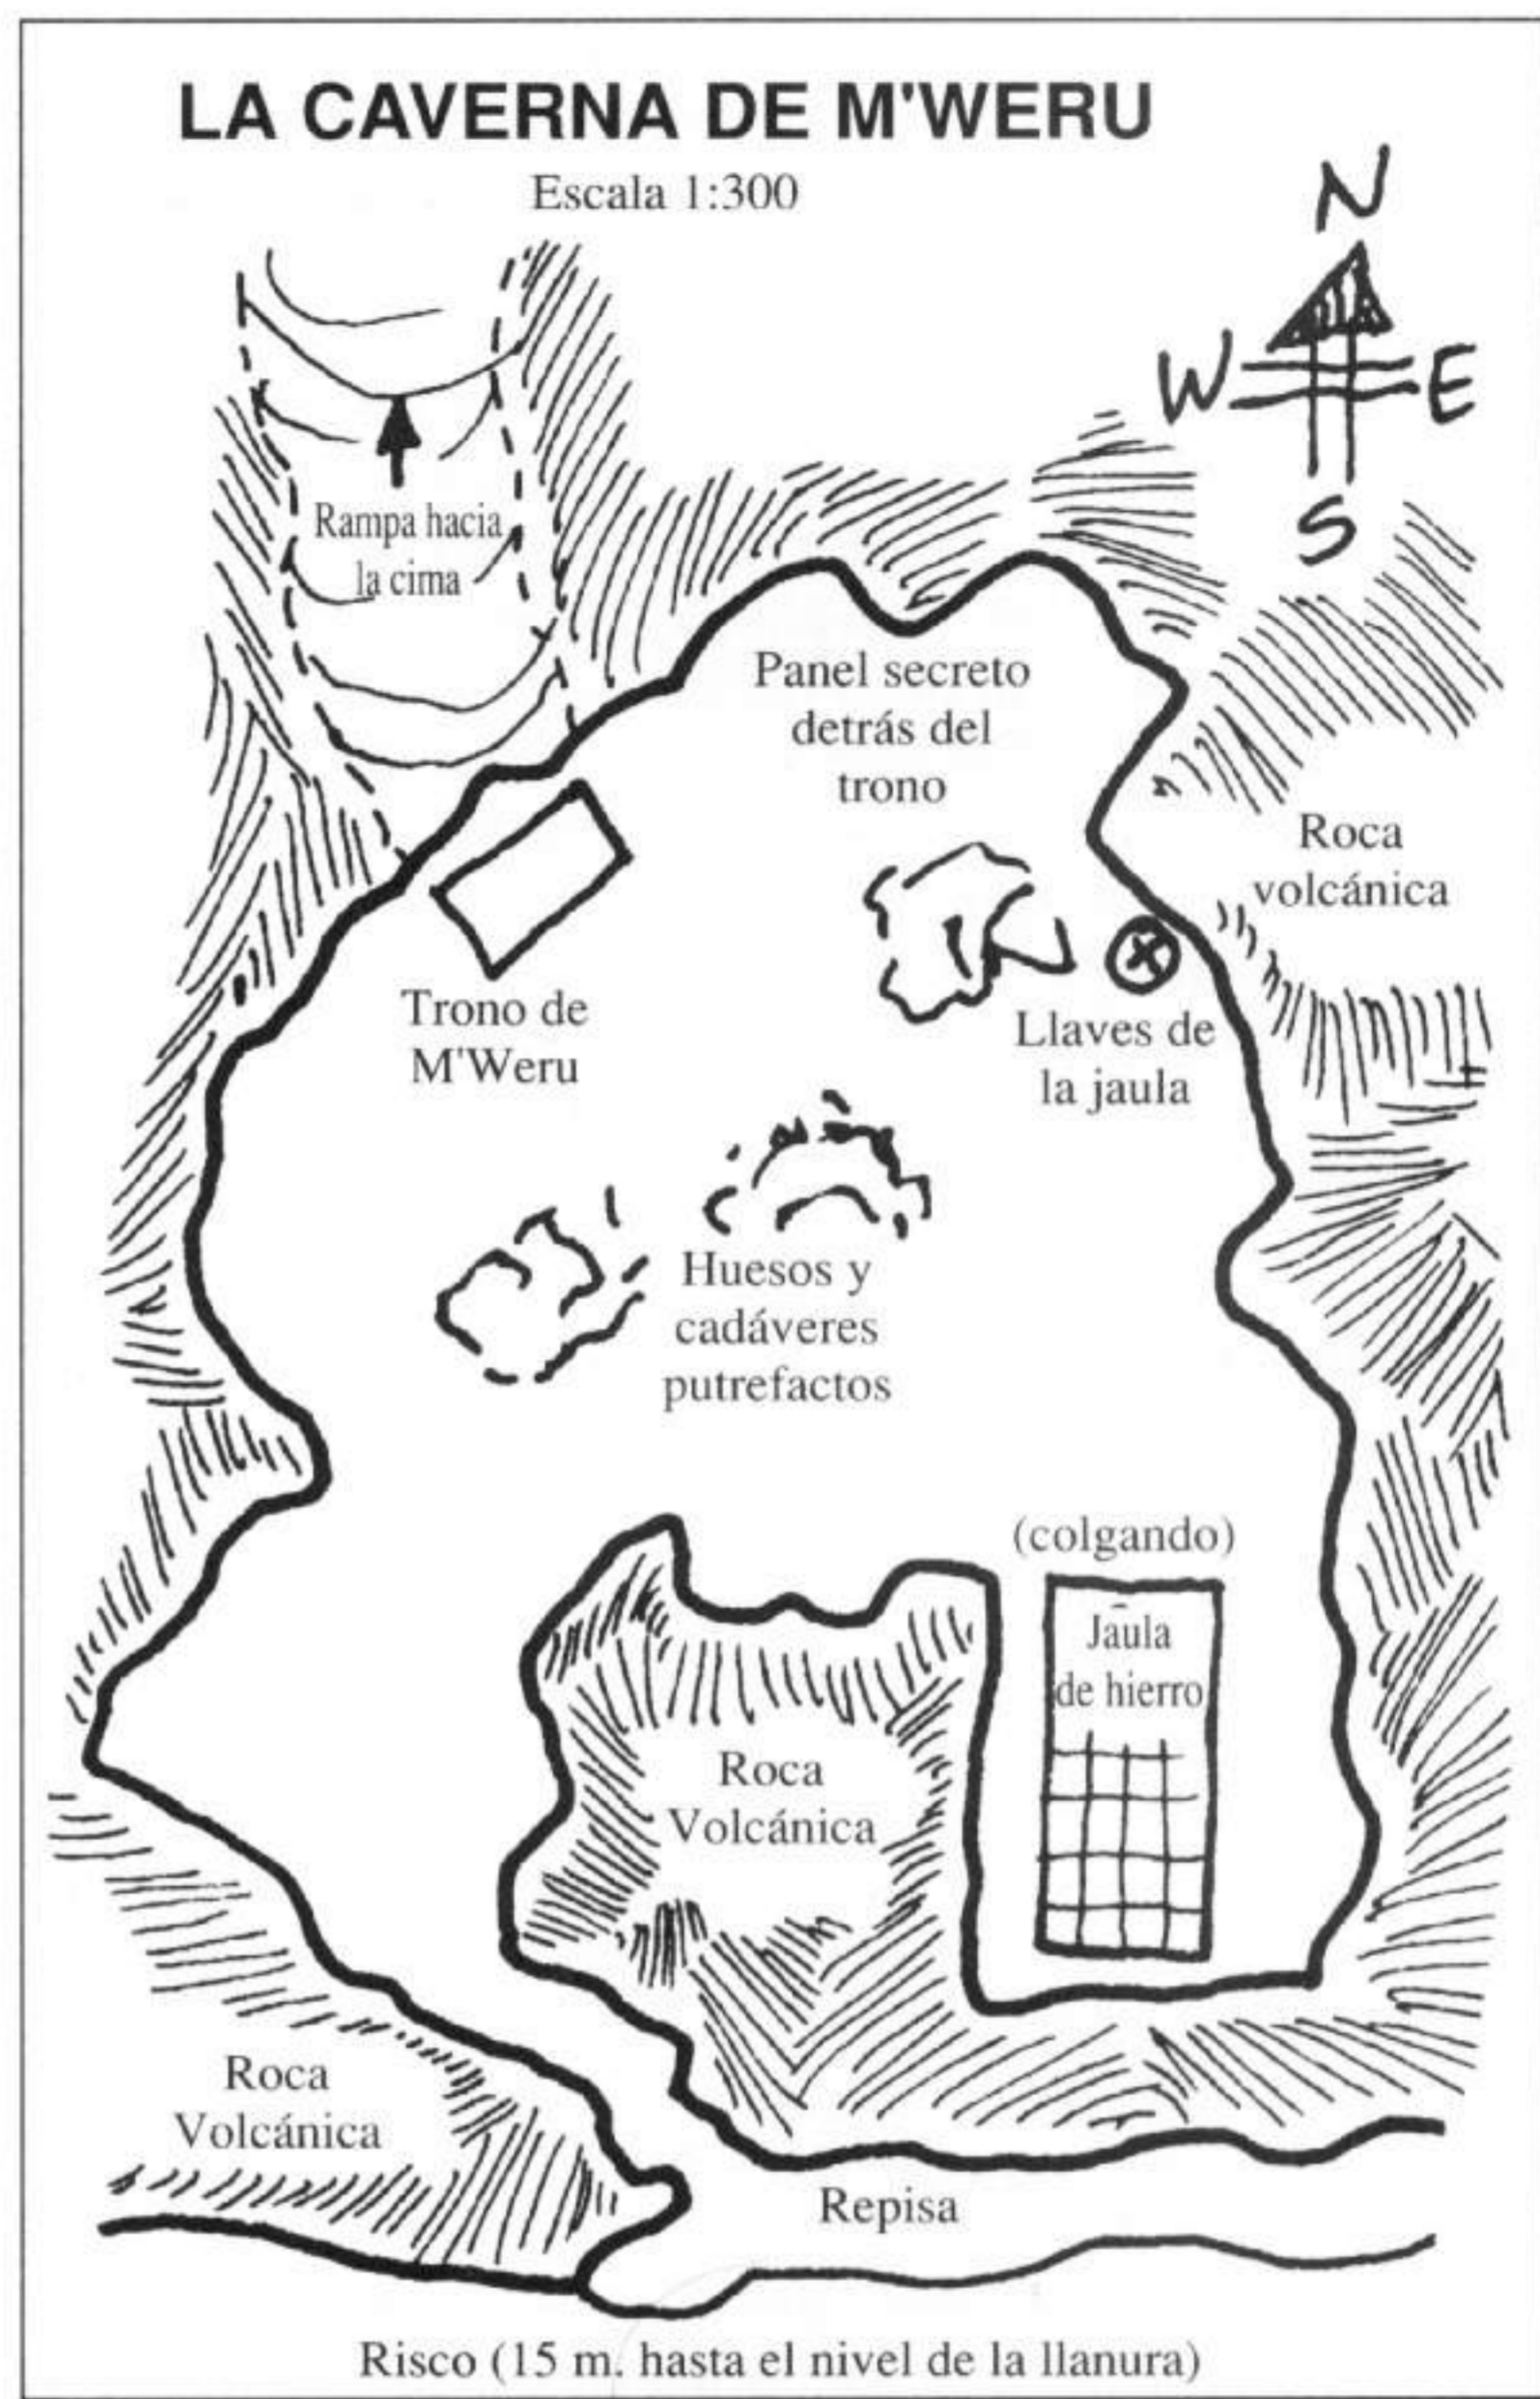 LA CAVERNA DE M'WERU
Escala 1:300
N
W
E
S
Rampa hacia
la cima
Panel secreto
detrás del
trono
Roca
volcánica
Trono de
M'Weru
Llaves de
la jaula
Huesos y
cadáveres
putrefactos
(colgando)
Jaula
de hierro
Roca
Volcánica
Roca
Volcánica
Repisa
Risco (15 m. hasta el nivel de la llanura)